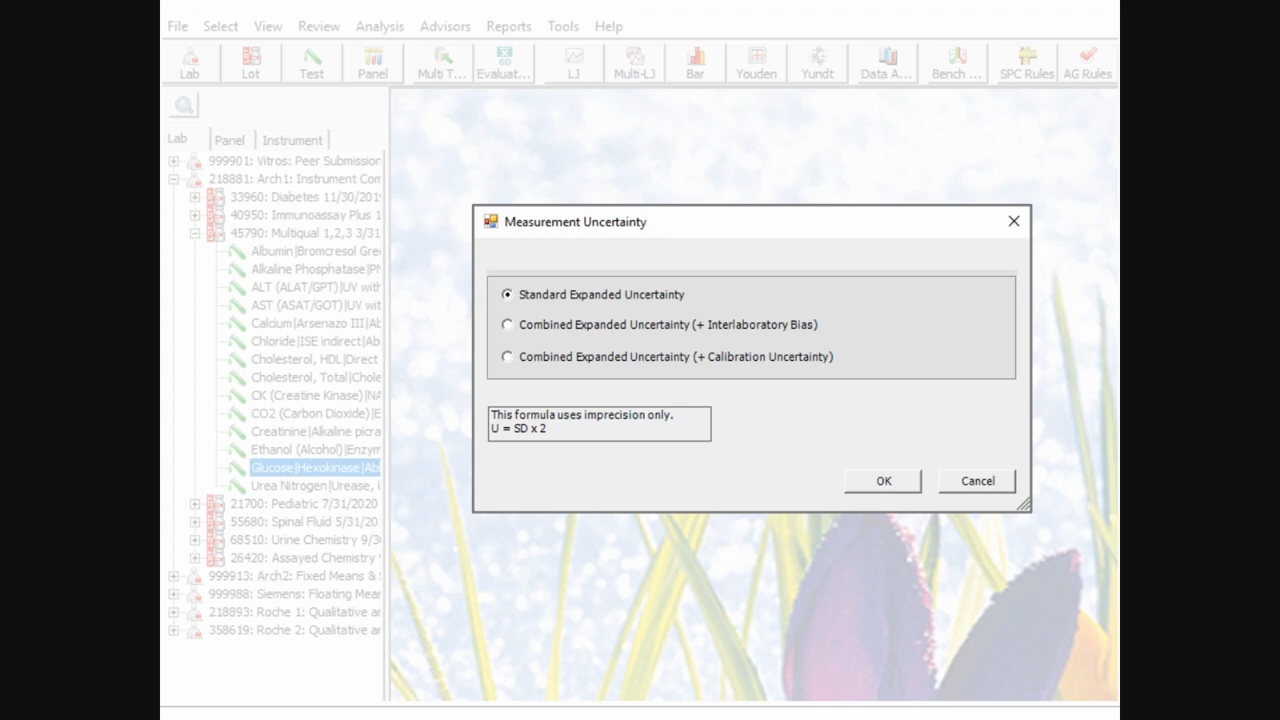 File Select View Review Analysis Advisors Reports Tools Help
Lab Lot Test Panel Multi T... Evaluat... LJ Multi-LJ Bar Youden Yundt Data A... Bench ... SPC Rules AG Rules
Lab Panel Instrument
999901: Vitros: Peer Submission
218881: Arch1: Instrument Com
33960: Diabetes 11/30/201
40950: Immunoassay Plus 1
45790: Multiqual 1,2,3 3/31
Albumin|Bromcresol Gre
Alkaline Phosphatase|P
ALT (ALAT/GPT)|UV with
AST (ASAT/GOT)|UV wit
Calcium|Arsenazo III|Ab
Chloride|ISE indirect|Ab
Cholesterol, HDL|Direct
Cholesterol, Total|Chole
CK (Creatine Kinase)|NA
CO2 (Carbon Dioxide)|E
Creatinine|Alkaline picra
Ethanol (Alcohol)|Enzym
Glucose|Hexokinase|Ab
Urea Nitrogen|Urease,
21700: Pediatric 7/31/2020
55680: Spinal Fluid 5/31/20
68510: Urine Chemistry 9/3
26420: Assayed Chemistry
999913: Arch2: Fixed Means &
999988: Siemens: Floating Mear
218893: Roche 1: Qualitative ar
358619: Roche 2: Qualitative ar
Measurement Uncertainty
Standard Expanded Uncertainty
Combined Expanded Uncertainty (+ Interlaboratory Bias)
Combined Expanded Uncertainty (+ Calibration Uncertainty)
This formula uses imprecision only.
U = SD x 2
OK Cancel